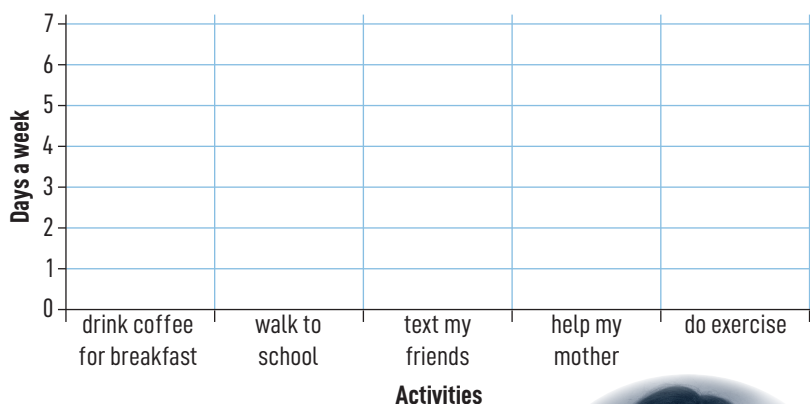 7
6
5
4
3
2
1
0
Days a week
drink coffee for breakfast
walk to school
text my friends
help my mother
do exercise
Activities